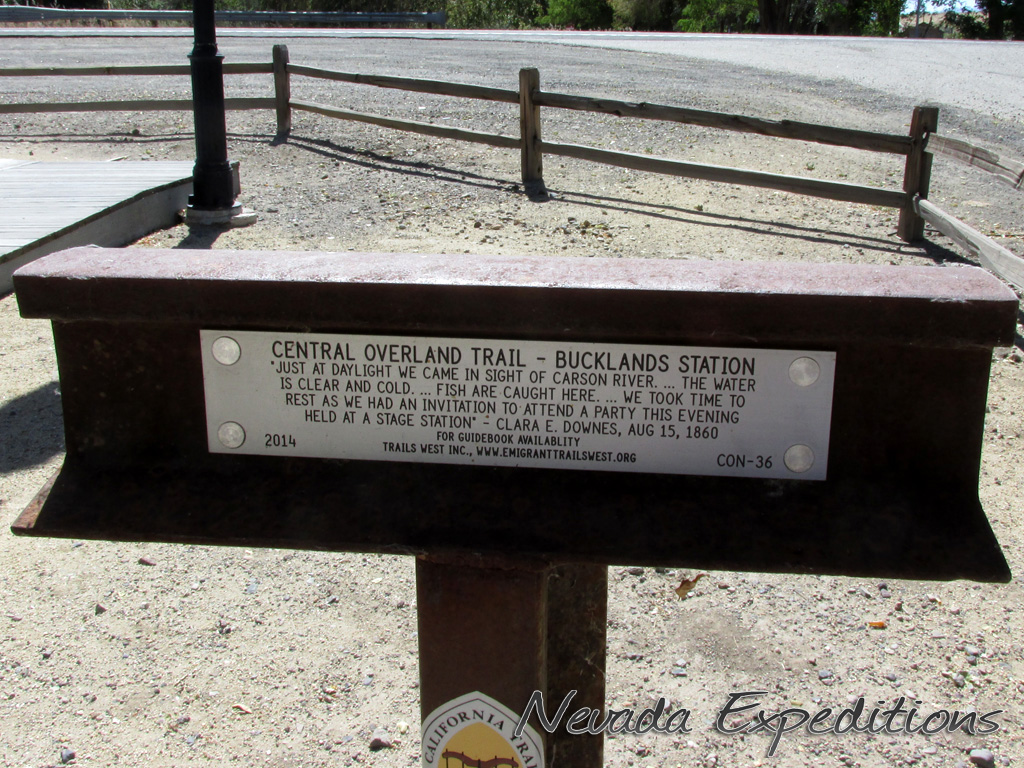 CENTRAL OVERLAND TRAIL - BUCKLANDS STATION
"JUST AT DAYLIGHT WE CAME IN SIGHT OF CARSON RIVER. ... THE WATER
IS CLEAR AND COLD. ... FISH ARE CAUGHT HERE. ... WE TOOK TIME TO
REST AS WE HAD AN INVITATION TO ATTEND A PARTY THIS EVENING
HELD AT A STAGE STATION" - CLARA E. DOWNES, AUG 15, 1860
FOR GUIDEBOOK AVAILABLITY
2014 TRAILS WEST INC., WWW.EMIGRANTTRAILSWEST.ORG CON-36
CALIFORNIA TRAI
Nevada Expeditions